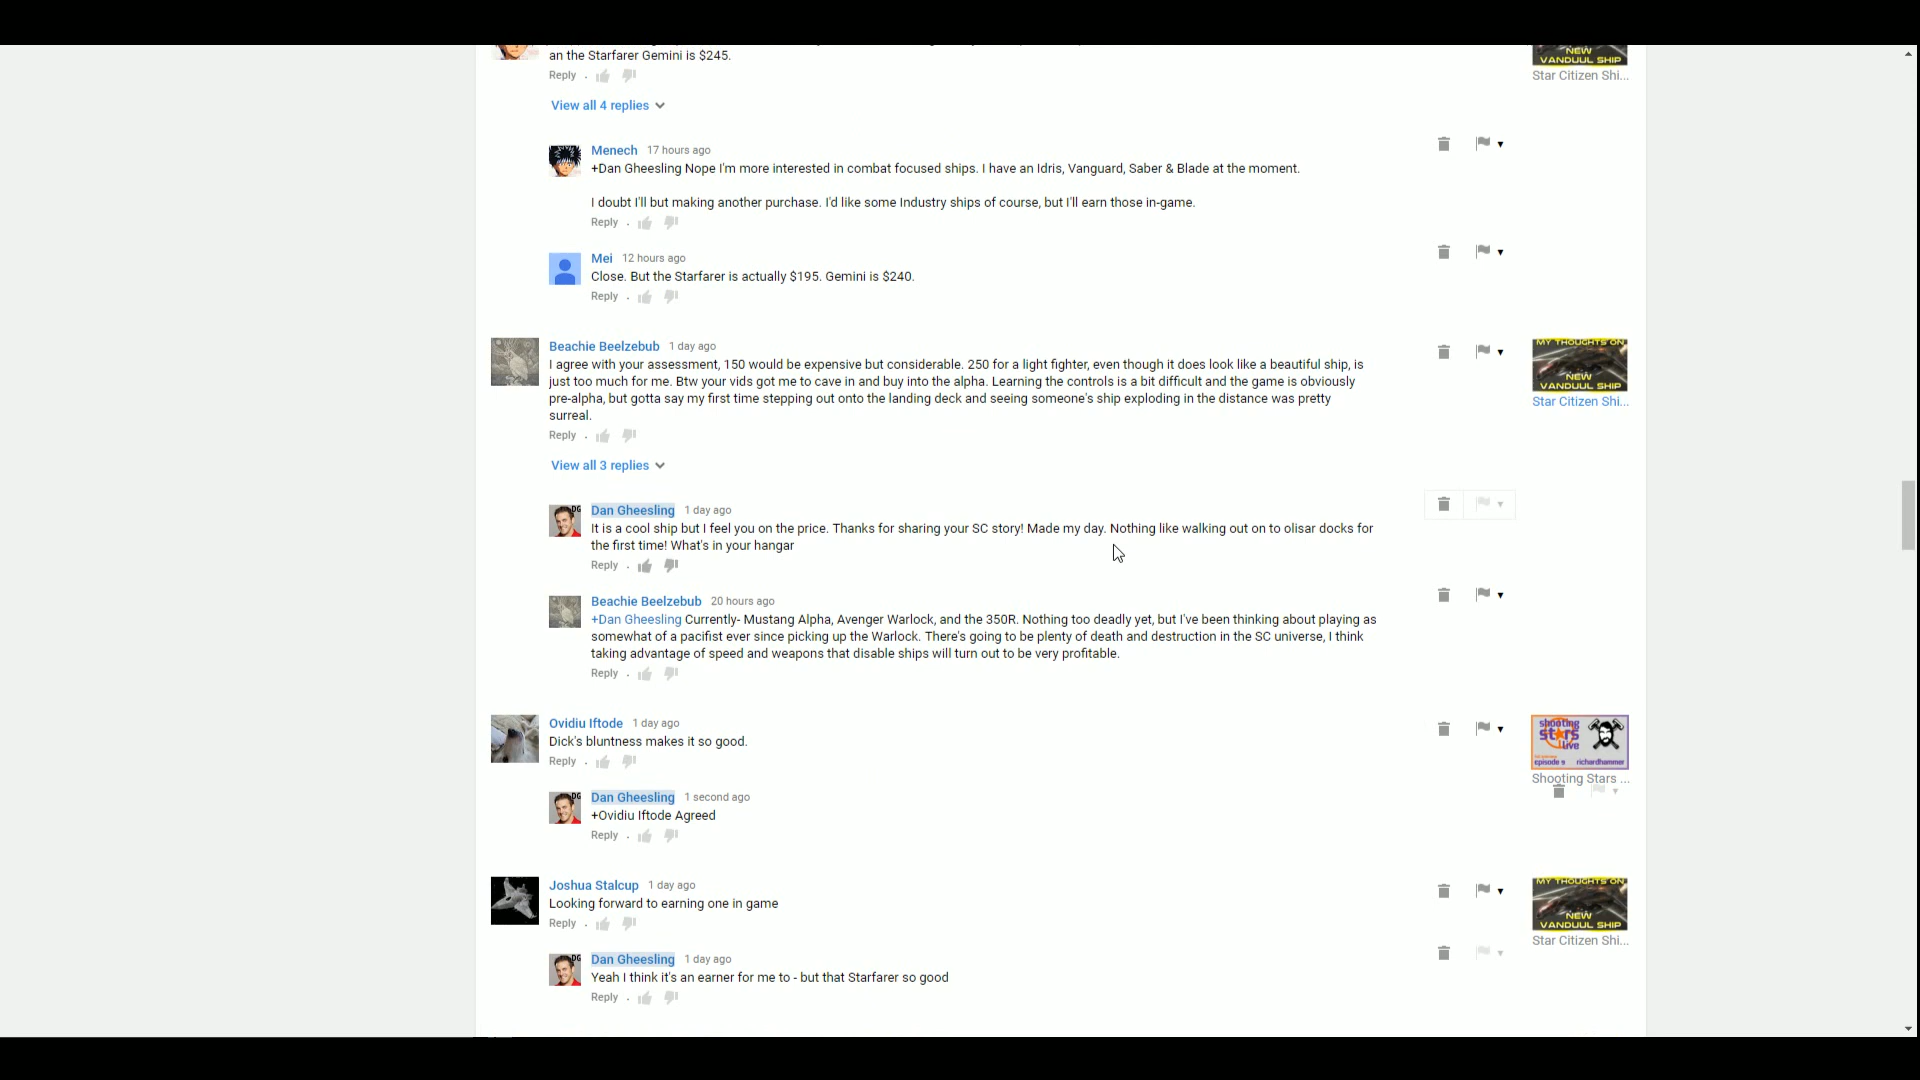 an the Starfarer Gemini is $245.
NEW
VANDUUL SHIP
Reply .
Star Citizen Shi...
View all 4 replies
Menech 17 hours ago
+Dan Gheesling Nope I'm more interested in combat focused ships. I have an Idris, Vanguard, Saber & Blade at the moment.
I doubt I'll but making another purchase. I'd like some Industry ships of course, but I'll earn those in-game.
Reply .
Mei 12 hours ago
Close. But the Starfarer is actually $195. Gemini is $240.
Reply .
Beachie Beelzebub 1 day ago
I agree with your assessment, 150 would be expensive but considerable. 250 for a light fighter, even though it does look like a beautiful ship, is
just too much for me. Btw your vids got me to cave in and buy into the alpha. Learning the controls is a bit difficult and the game is obviously
pre-alpha, but gotta say my first time stepping out onto the landing deck and seeing someone's ship exploding in the distance was pretty
surreal.
MY THOUGHTS ON
NEW
VANDUUL SHIP
Star Citizen Shi...
Reply .
View all 3 replies
DG
Dan Gheesling 1 day ago
It is a cool ship but I feel you on the price. Thanks for sharing your SC story! Made my day. Nothing like walking out on to olisar docks for
the first time! What's in your hangar
Reply .
Beachie Beelzebub 20 hours ago
+Dan Gheesling Currently- Mustang Alpha, Avenger Warlock, and the 350R. Nothing too deadly yet, but I've been thinking about playing as
somewhat of a pacifist ever since picking up the Warlock. There's going to be plenty of death and destruction in the SC universe, I think
taking advantage of speed and weapons that disable ships will turn out to be very profitable.
Reply .
Ovidiu Iftode 1 day ago
Dick's bluntness makes it so good.
Reply .
shooting
stars
live
episode 9 richardhammer
Shooting Stars ...
DG
Dan Gheesling 1 second ago
+Ovidiu Iftode Agreed
Reply .
Joshua Stalcup 1 day ago
Looking forward to earning one in game
Reply .
MY THOUGHTS ON
NEW
VANDUUL SHIP
Star Citizen Shi...
DG
Dan Gheesling 1 day ago
Yeah I think it's an earner for me to - but that Starfarer so good
Reply .